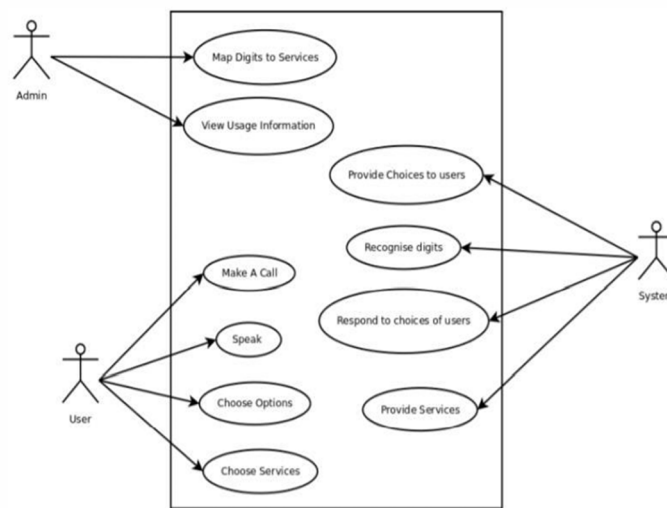 Map Digits to Services
Admin
View Usage Information
Provide Choices to users
Recognise digits
Make A Call
System
Respond to choices of users
Speak
Choose Options
Provide Services
User
Choose Services